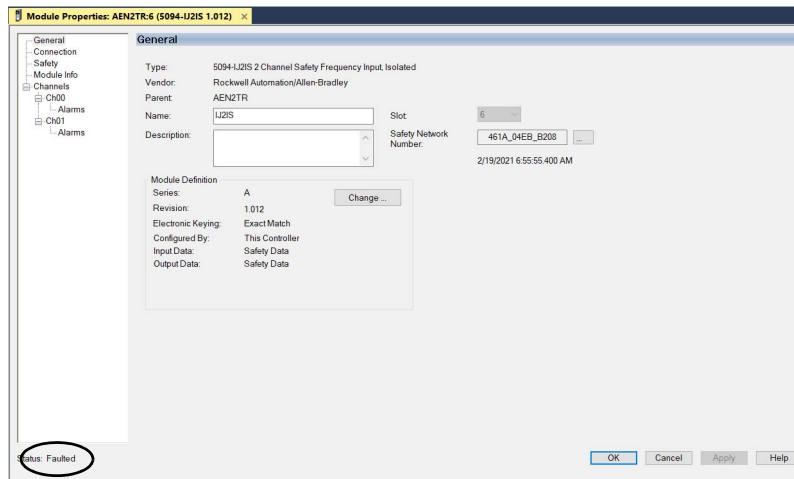 Module Properties: AEN2TR:6 (5094-IJ2IS 1.012) ×
General
Connection
Safety
Module Info
Channels
Ch00
Alarms
Ch01
Alarms
General
Type: 5094-IJ2IS 2 Channel Safety Frequency Input, Isolated
Vendor: Rockwell Automation/Allen-Bradley
Parent: AEN2TR
Name: IJ2IS
Slot: 6
Description:
Safety Network Number: 461A_04EB_B208 ...
2/19/2021 6:55:55.400 AM
Module Definition
Series: A
Change ...
Revision: 1.012
Electronic Keying: Exact Match
Configured By: This Controller
Input Data: Safety Data
Output Data: Safety Data
Status: Faulted
OK Cancel Apply Help